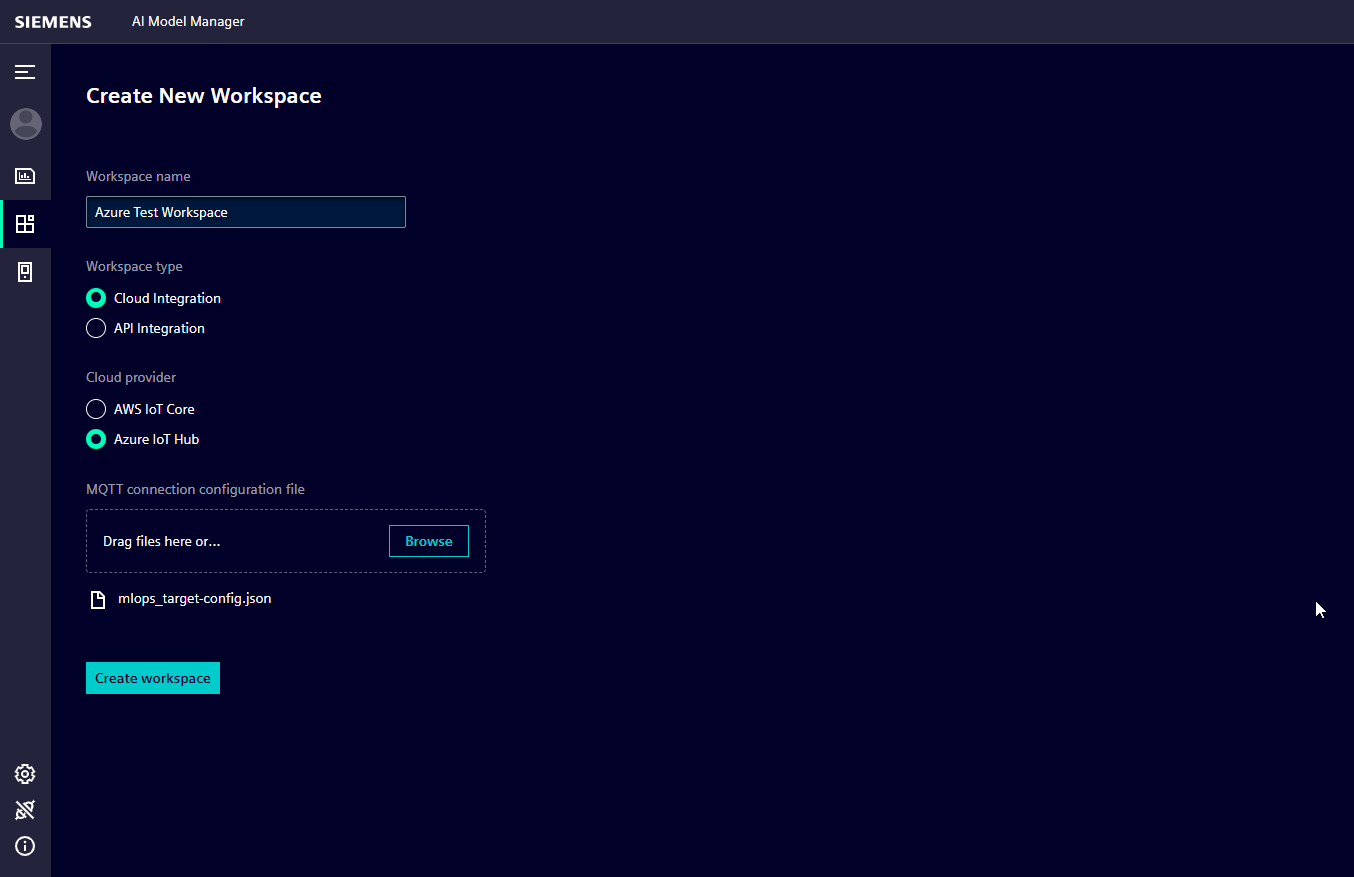 SIEMENS AI Model Manager
Create New Workspace
Workspace name
Azure Test Workspace
Workspace type
Cloud Integration
API Integration
Cloud provider
AWS IoT Core
Azure IoT Hub
MQTT connection configuration file
Drag files here or... Browse
mlops_target-config.json
Create workspace